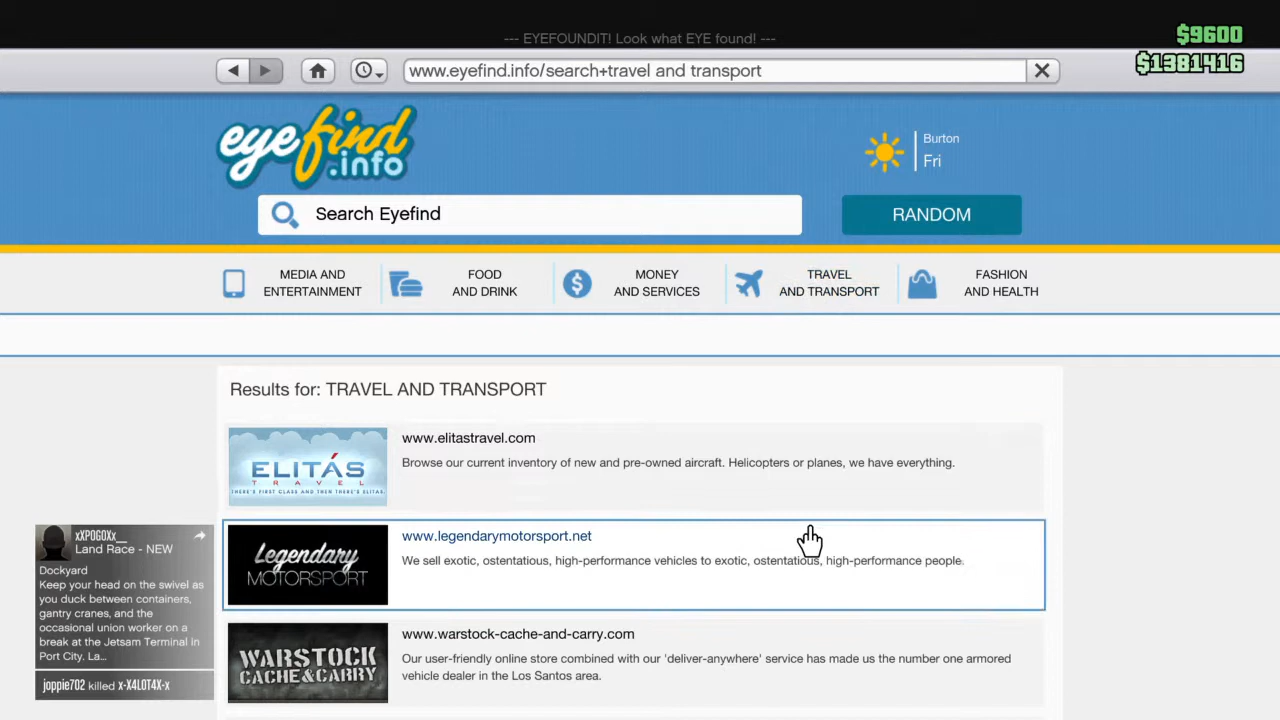 --- EYEFOUNDIT! Look what EYE found! ---
$9600
$1381416
www.eyefind.info/search+travel and transport
eyefind
.info
Burton
Fri
Search Eyefind
RANDOM
MEDIA AND
ENTERTAINMENT
FOOD
AND DRINK
MONEY
AND SERVICES
TRAVEL
AND TRANSPORT
FASHION
AND HEALTH
Results for: TRAVEL AND TRANSPORT
ELITÁS
TRAVEL
THERE'S FIRST CLASS AND THEN THERE'S ELITAS.
www.elitastravel.com
Browse our current inventory of new and pre-owned aircraft. Helicopters or planes, we have everything.
Legendary
MOTORSPORT
www.legendarymotorsport.net
We sell exotic, ostentatious, high-performance vehicles to exotic, ostentatious, high-performance people.
WARSTOCK
CACHE&CARRY
www.warstock-cache-and-carry.com
Our user-friendly online store combined with our 'deliver-anywhere' service has made us the number one armored
vehicle dealer in the Los Santos area.
xXPOGOXx__
Land Race - NEW
Dockyard
Keep your head on the swivel as
you duck between containers,
gantry cranes, and the
occasional union worker on a
break at the Jetsam Terminal in
Port City, La...
joppie702 killed x-X4L0T4X-x